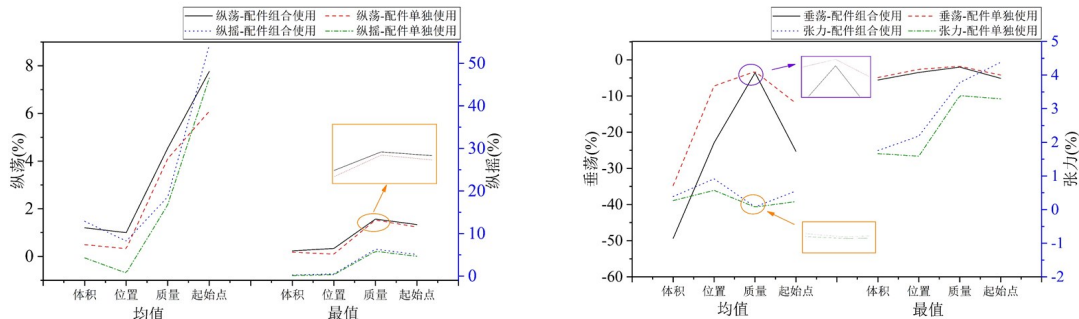 纵荡-配件组合使用 纵荡-配件单独使用
纵摇-配件组合使用 纵摇-配件单独使用
8
6
4
2
0
纵荡(%)
50
40
30
20
10
0
纵摇(%)
体积 位置 质量 起始点 体积 位置 质量 起始点
均值 最值
垂荡-配件组合使用 垂荡-配件单独使用
张力-配件组合使用 张力-配件单独使用
0
-10
-20
-30
-40
-50
-60
垂荡(%)
5
4
3
2
1
0
-1
-2
张力(%)
体积 位置 质量 起始点 体积 位置 质量 起始点
均值 最值